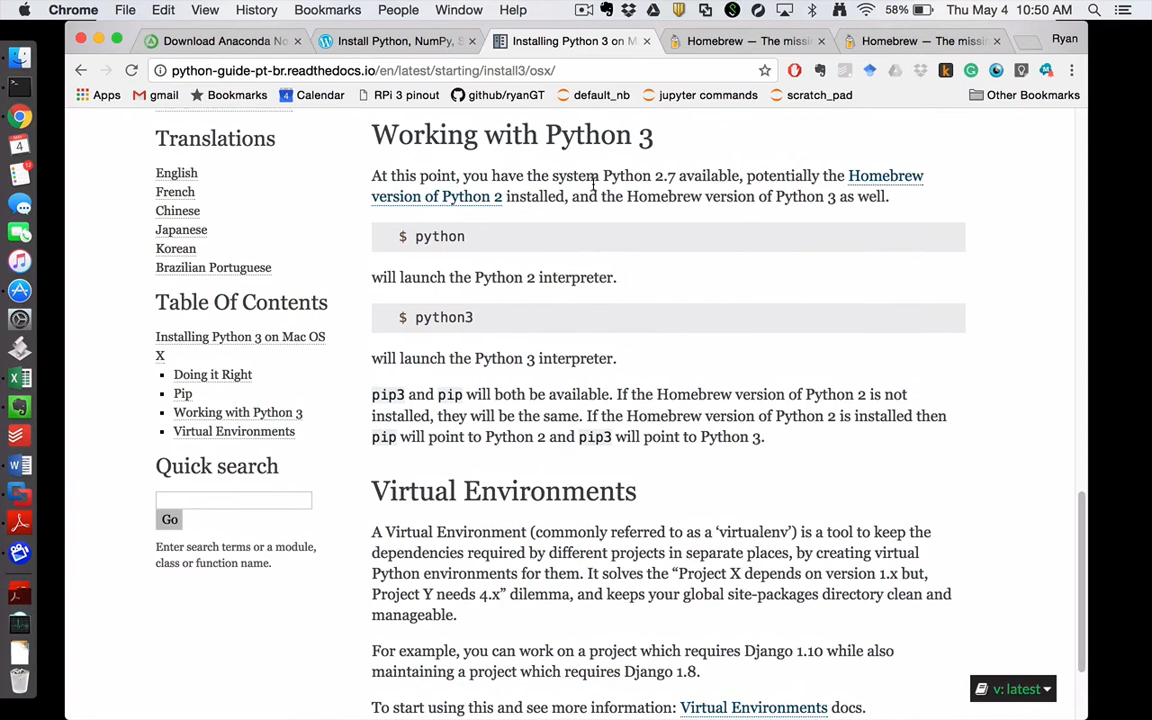 Chrome File Edit View History Bookmarks People Window Help 58% Thu May 4 10:50 AM
Download Anaconda No
Install Python, NumPy, S
Installing Python 3 on M
Homebrew — The missin
Homebrew — The missin
Ryan
python-guide-pt-br.readthedocs.io/en/latest/starting/install3/osx/
Apps gmail Bookmarks Calendar RPi 3 pinout github/ryanGT default_nb jupyter commands scratch_pad Other Bookmarks
Translations
English
French
Chinese
Japanese
Korean
Brazilian Portuguese
Table Of Contents
Installing Python 3 on Mac OS
X
Doing it Right
Pip
Working with Python 3
Virtual Environments
Quick search
Go
Enter search terms or a module,
class or function name.
Working with Python 3
At this point, you have the system Python 2.7 available, potentially the Homebrew
version of Python 2 installed, and the Homebrew version of Python 3 as well.
$ python
will launch the Python 2 interpreter.
$ python3
will launch the Python 3 interpreter.
pip3 and pip will both be available. If the Homebrew version of Python 2 is not
installed, they will be the same. If the Homebrew version of Python 2 is installed then
pip will point to Python 2 and pip3 will point to Python 3.
Virtual Environments
A Virtual Environment (commonly referred to as a ‘virtualenv’) is a tool to keep the
dependencies required by different projects in separate places, by creating virtual
Python environments for them. It solves the “Project X depends on version 1.x but,
Project Y needs 4.x” dilemma, and keeps your global site-packages directory clean and
manageable.
For example, you can work on a project which requires Django 1.10 while also
maintaining a project which requires Django 1.8.
To start using this and see more information: Virtual Environments docs.
v: latest